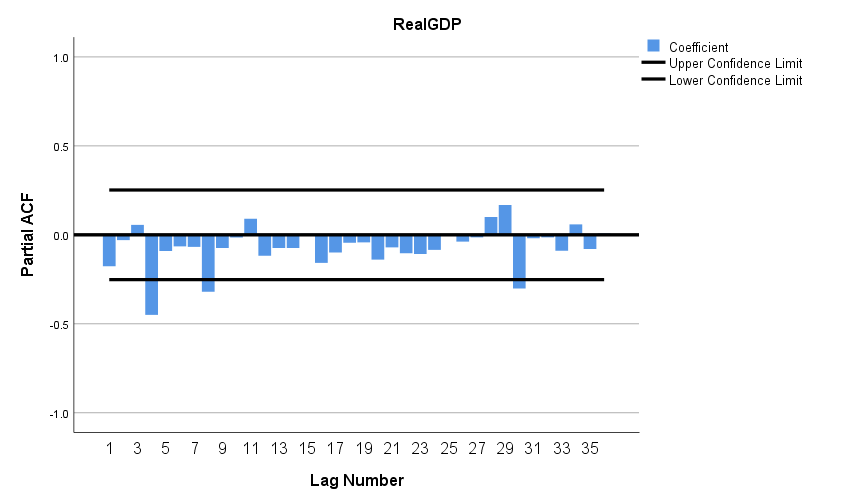 RealGDP
Coefficient
Upper Confidence Limit
Lower Confidence Limit
1.0
0.5
0.0
-0.5
-1.0
Partial ACF
1 3 5 7 9 11 13 15 17 19 21 23 25 27 29 31 33 35
Lag Number